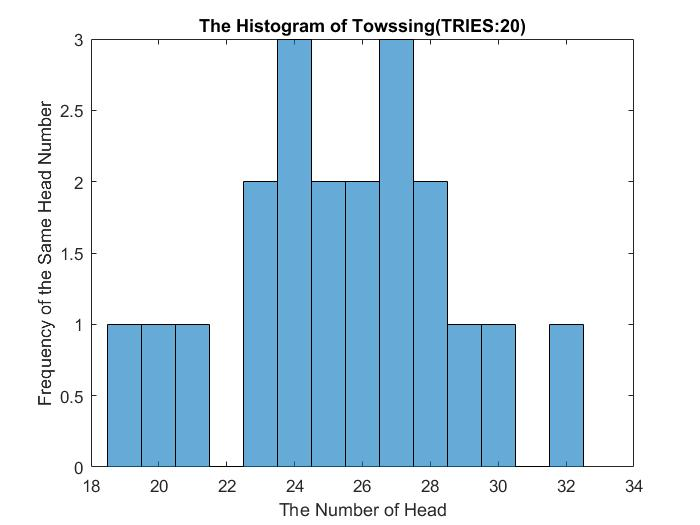 The Histogram of Towssing(TRIES:20)
Frequency of the Same Head Number
3
2.5
2
1.5
1
0.5
0
18 20 22 24 26 28 30 32 34
The Number of Head